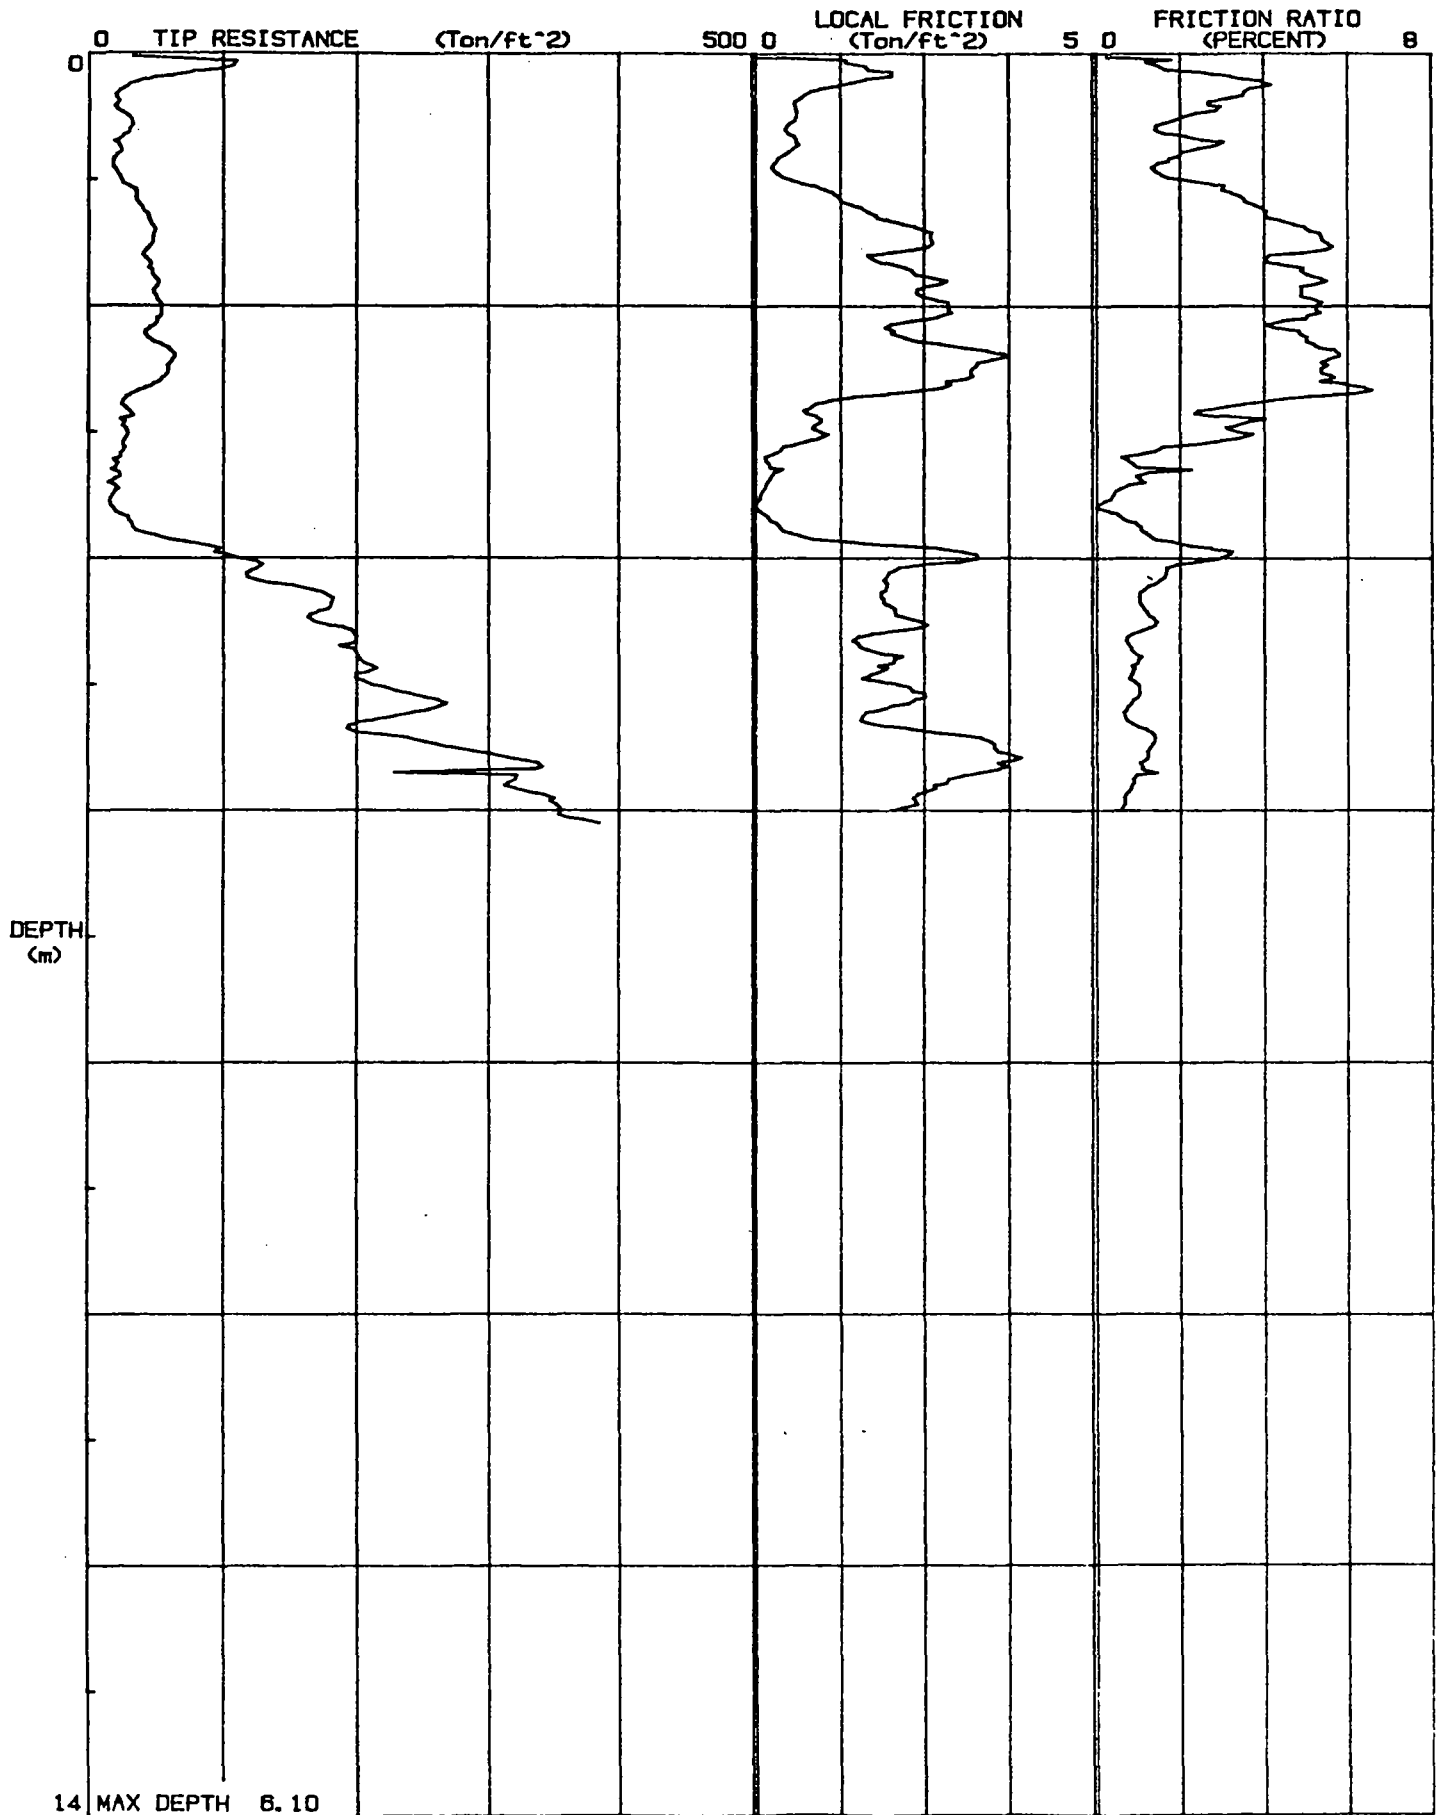 0 TIP RESISTANCE (Ton/ft^2) 500
LOCAL FRICTION
0 (Ton/ft^2) 5
FRICTION RATIO
0 (PERCENT) 8
0
DEPTH
(m)
14 MAX DEPTH 6.10